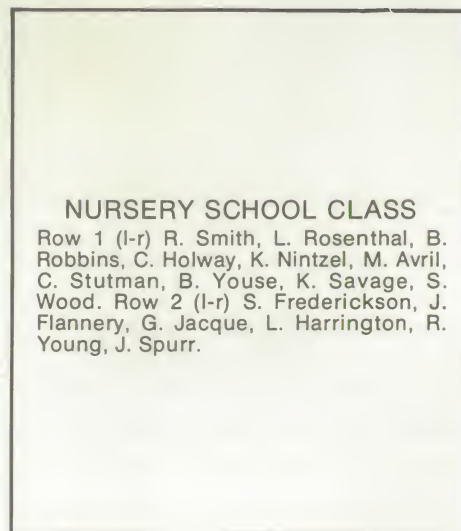 NURSERY SCHOOL CLASS
Row 1 (l-r) R. Smith, L. Rosenthal, B.
Robbins, C. Holway, K. Nintzel, M. Avril,
C. Stutman, B. Youse, K. Savage, S.
Wood. Row 2 (l-r) S. Frederickson, J.
Flannery, G. Jacque, L. Harrington, R.
Young, J. Spurr.